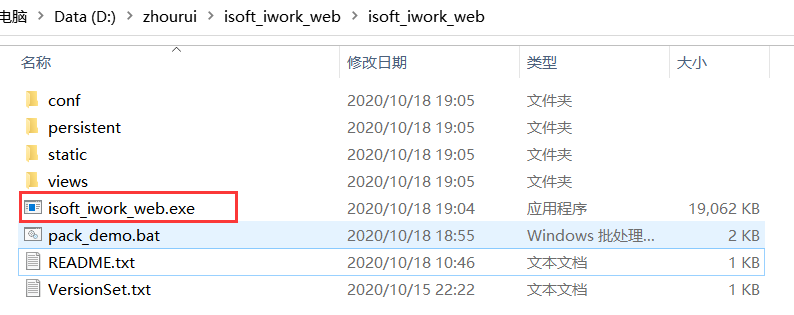 电脑 › Data (D:) › zhourui › isoft_iwork_web › isoft_iwork_web
名称 修改日期 类型 大小
conf 2020/10/18 19:05 文件夹
persistent 2020/10/18 19:05 文件夹
static 2020/10/18 19:05 文件夹
views 2020/10/18 19:05 文件夹
isoft_iwork_web.exe 2020/10/18 19:04 应用程序 19,062 KB
pack_demo.bat 2020/10/18 18:55 Windows 批处理... 2 KB
README.txt 2020/10/18 10:46 文本文档 1 KB
VersionSet.txt 2020/10/15 22:22 文本文档 1 KB